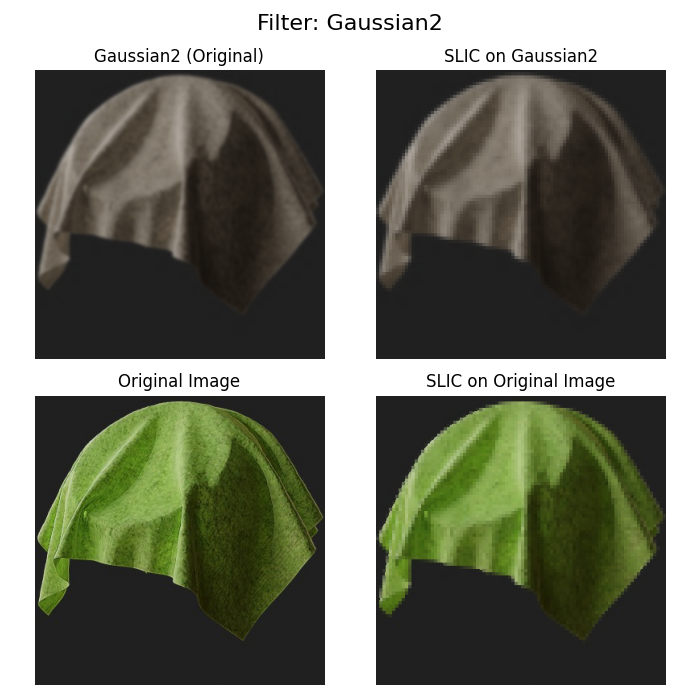 Filter: Gaussian2
Gaussian2 (Original)
SLIC on Gaussian2
Original Image
SLIC on Original Image